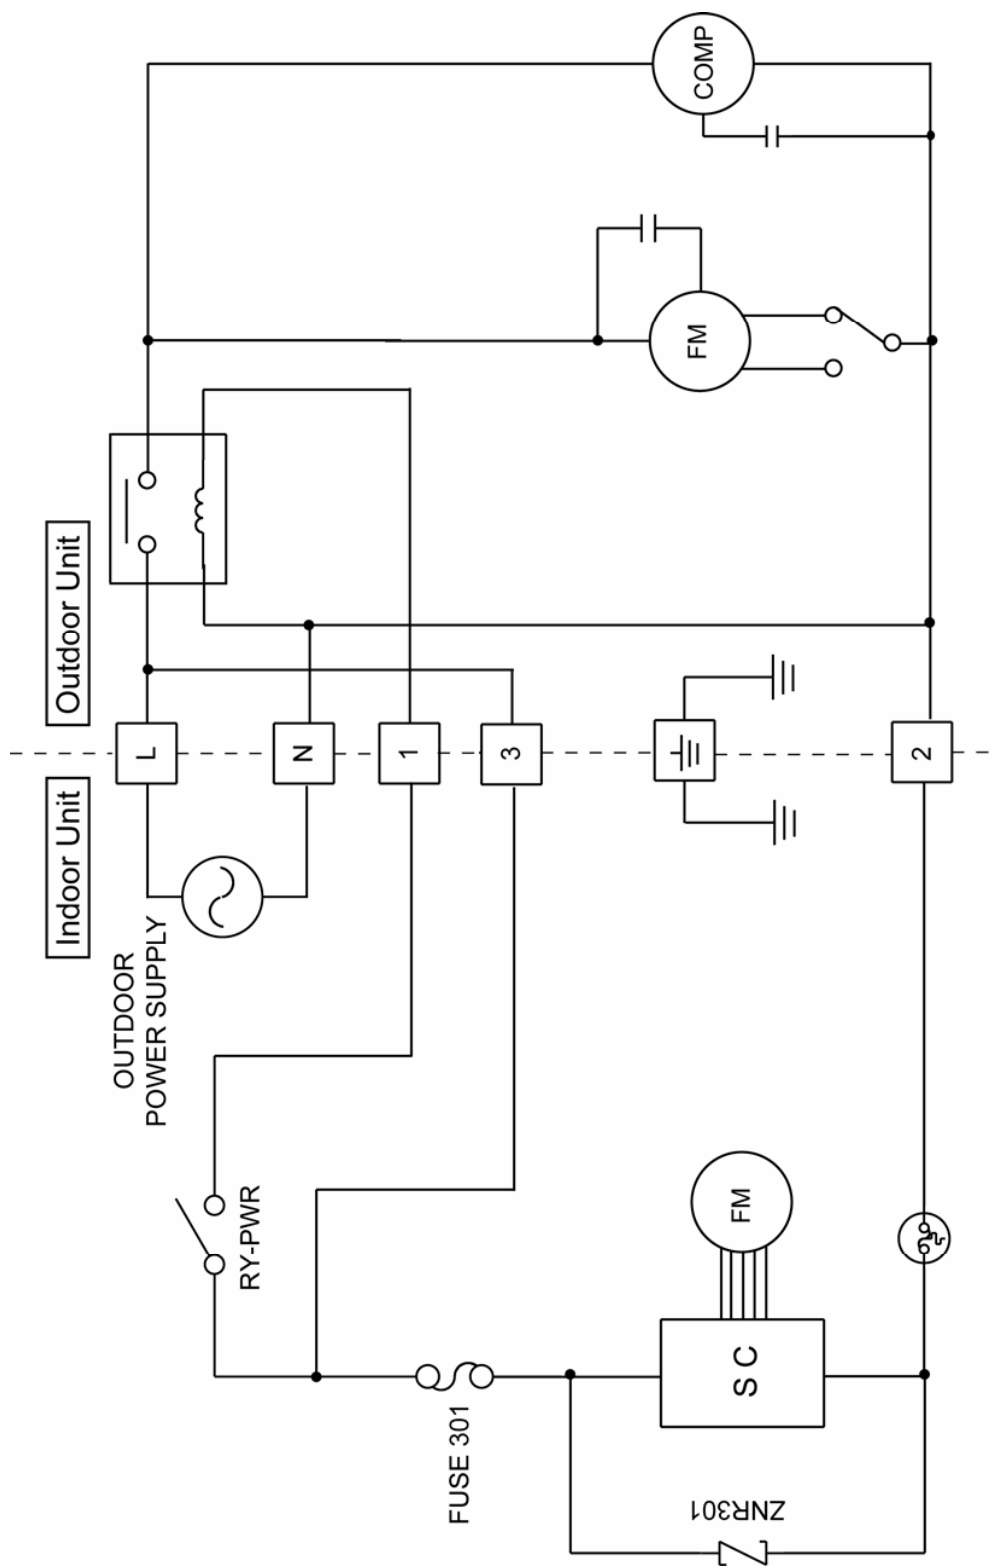 Indoor Unit
Outdoor Unit
OUTDOOR
POWER SUPPLY
L
N
1
3
2
RY-PWR
FUSE 301
ZNR301
S C
FM
FM
COMP